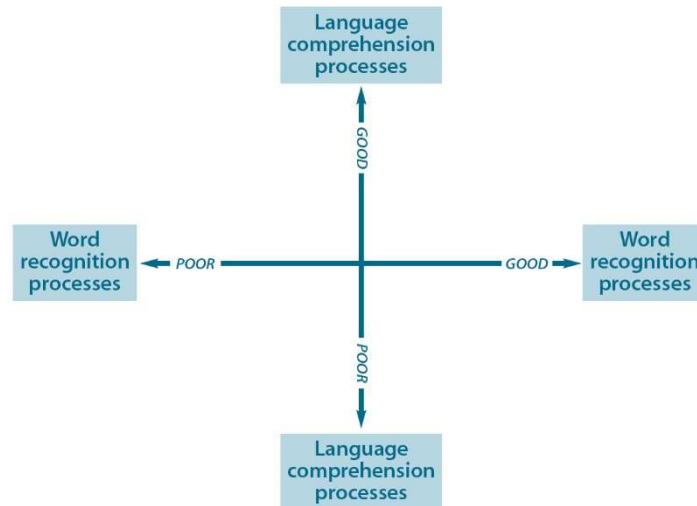 Language
comprehension
processes
GOOD
Word
recognition
processes
POOR
GOOD
Word
recognition
processes
POOR
Language
comprehension
processes